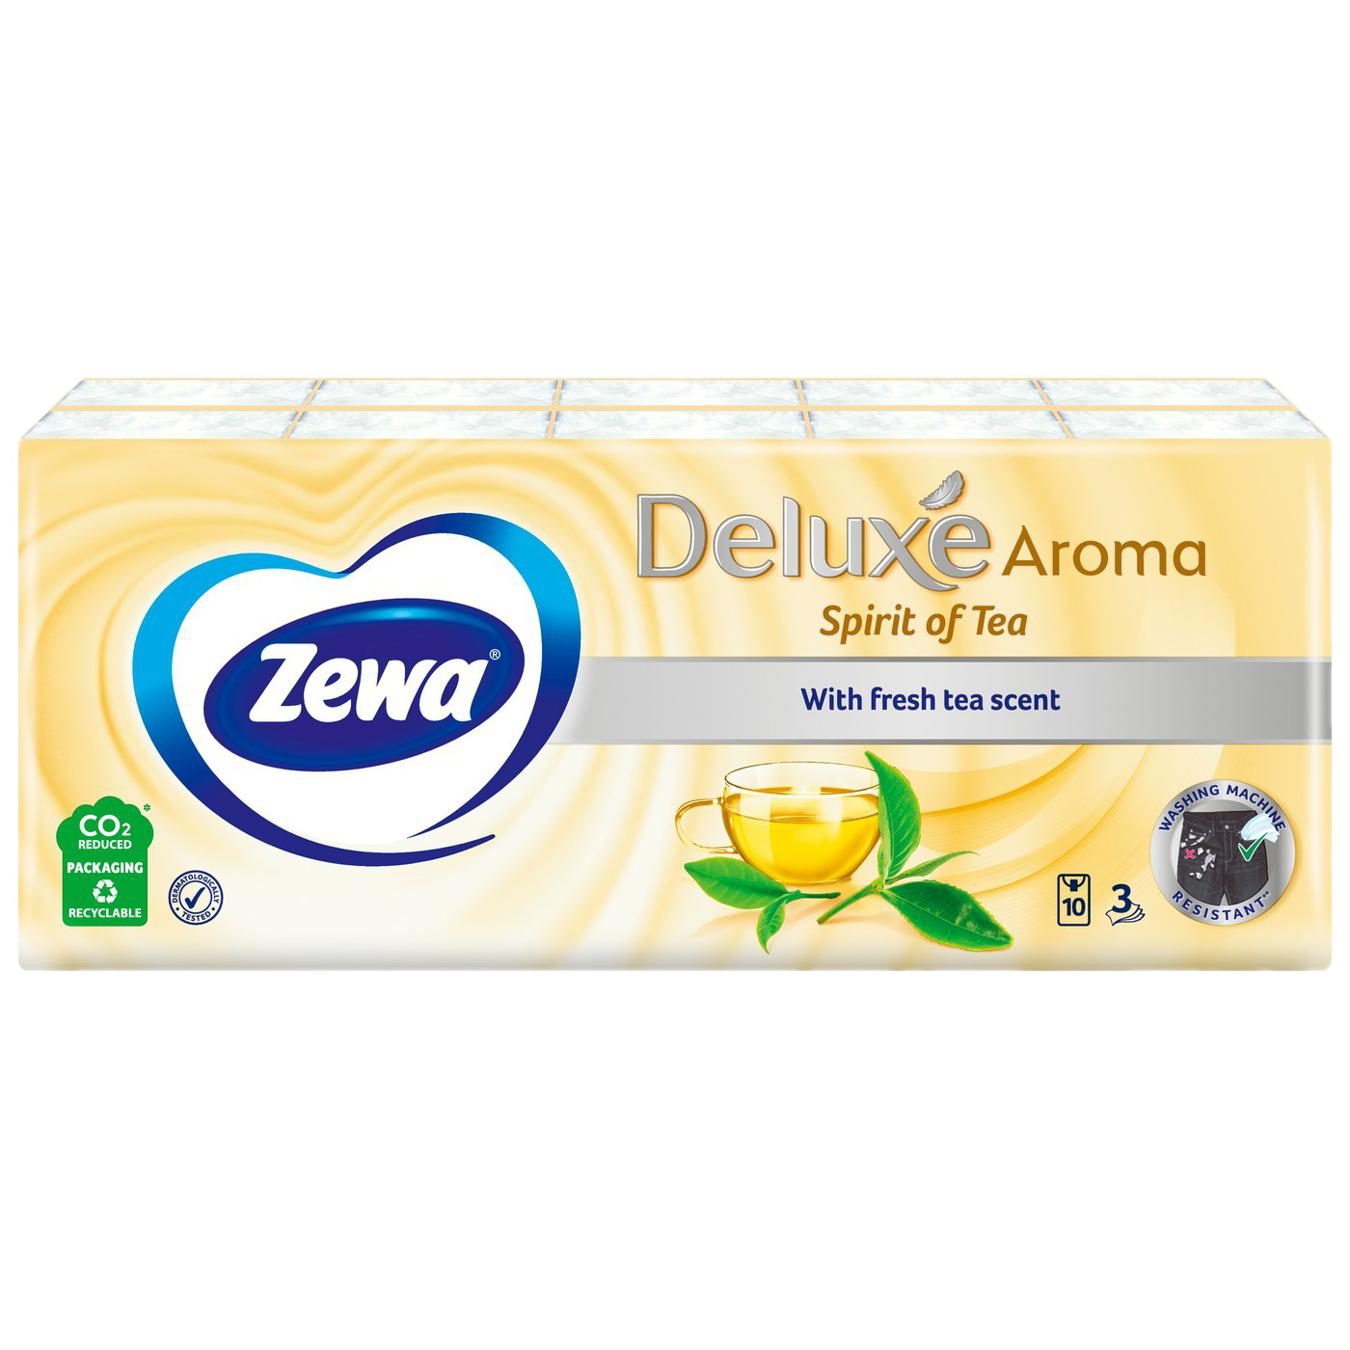 Deluxé Aroma
Spirit of Tea
Zewa®
With fresh tea scent
CO2*
REDUCED
PACKAGING
RECYCLABLE
DERMATOLOGICALLY
TESTED
10
3
WASHING MACHINE
RESISTANT**